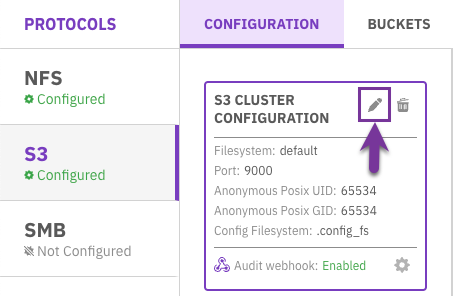 PROTOCOLS
CONFIGURATION
BUCKETS
NFS
Configured
S3
Configured
SMB
Not Configured
S3 CLUSTER
CONFIGURATION
Filesystem: default
Port: 9000
Anonymous Posix UID: 65534
Anonymous Posix GID: 65534
Config Filesystem: .config_fs
Audit webhook: Enabled